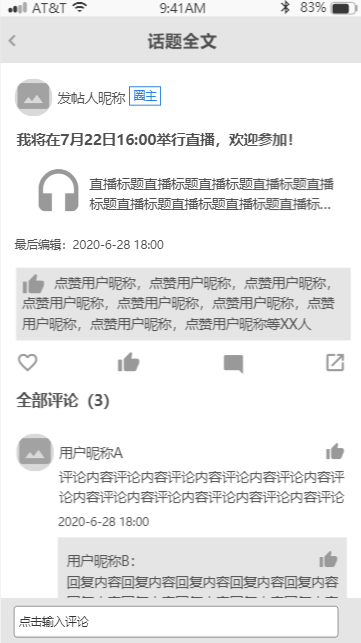 AT&T 9:41AM 83%
话题全文
发帖人昵称 圈主
我将在7月22日16:00举行直播，欢迎参加！
直播标题直播标题直播标题直播标题直播标题
直播标题直播标题直播标题直播标题直播标...
最后编辑：2020-6-28 18:00
点赞用户昵称，点赞用户昵称，点赞用户昵称，
点赞用户昵称，点赞用户昵称，点赞用户昵称，点赞
用户昵称，点赞用户昵称，点赞用户昵称等XX人
全部评论（3）
用户昵称A
评论内容评论内容评论内容评论内容评论内容评
论内容评论内容评论内容评论内容评论内容评论
2020-6-28 18:00
用户昵称B：
回复内容回复内容回复内容回复内容回复内容
点击输入评论